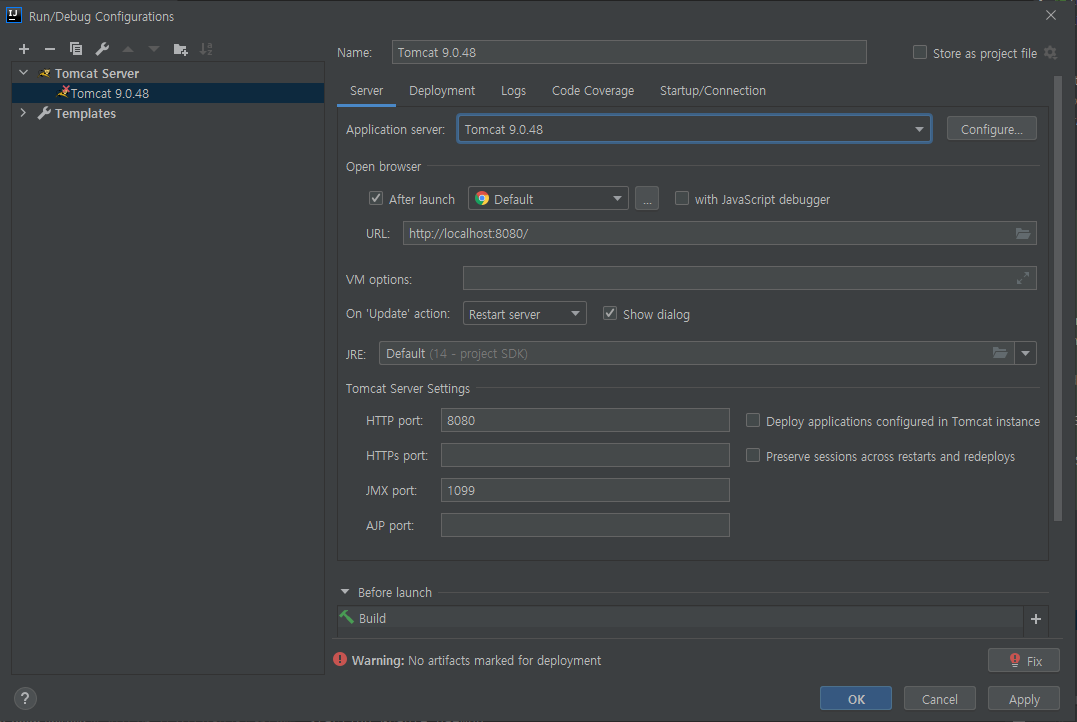 Run/Debug Configurations
Name: Tomcat 9.0.48 Store as project file
Tomcat Server
Tomcat 9.0.48
Templates
Server Deployment Logs Code Coverage Startup/Connection
Application server: Tomcat 9.0.48 Configure...
Open browser
After launch Default ... with JavaScript debugger
URL: http://localhost:8080/
VM options:
On 'Update' action: Restart server Show dialog
JRE: Default (14 - project SDK)
Tomcat Server Settings
HTTP port: 8080 Deploy applications configured in Tomcat instance
HTTPs port: Preserve sessions across restarts and redeploys
JMX port: 1099
AJP port:
Before launch
Build
Warning: No artifacts marked for deployment Fix
? OK Cancel Apply